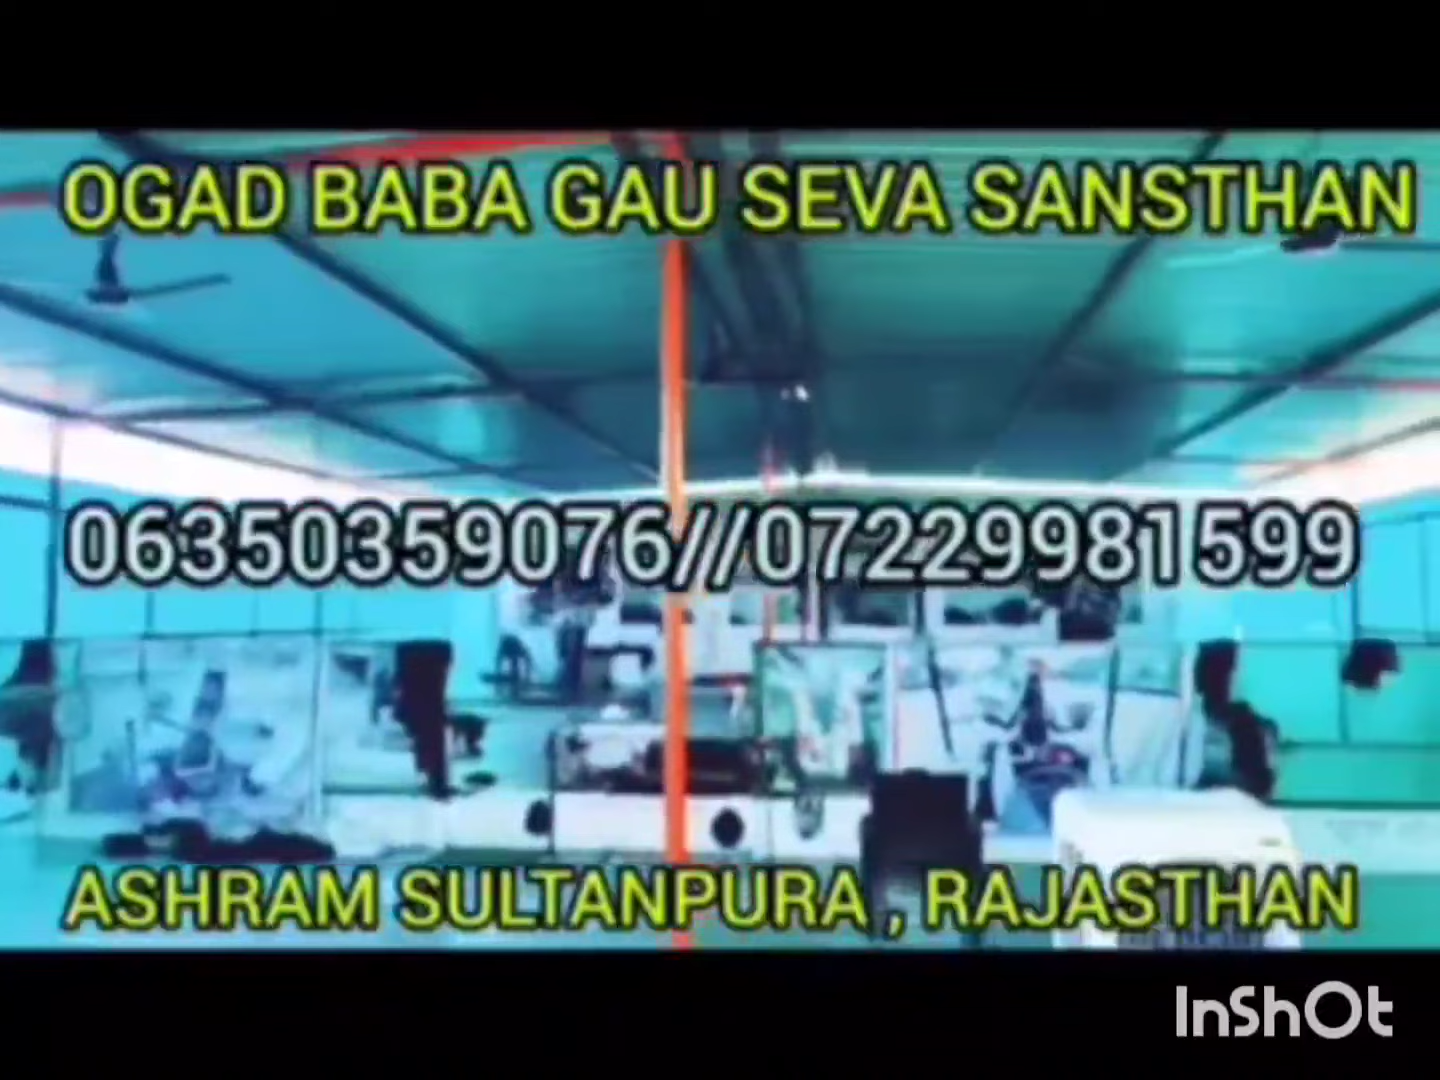 OGAD BABA GAU SEVA SANSTHAN
06350359076//07229981599
ASHRAM SULTANPURA , RAJASTHAN
InShOt